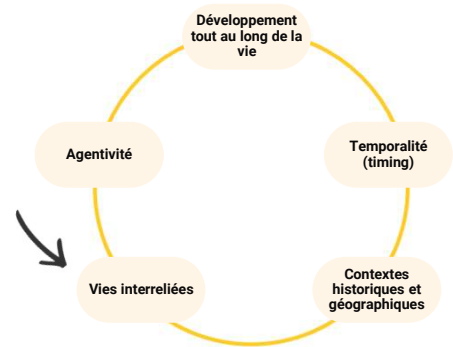 Développement
tout au long de la
vie
Agentivité
Temporalité
(timing)
Vies interreliées
Contextes
historiques et
géographiques